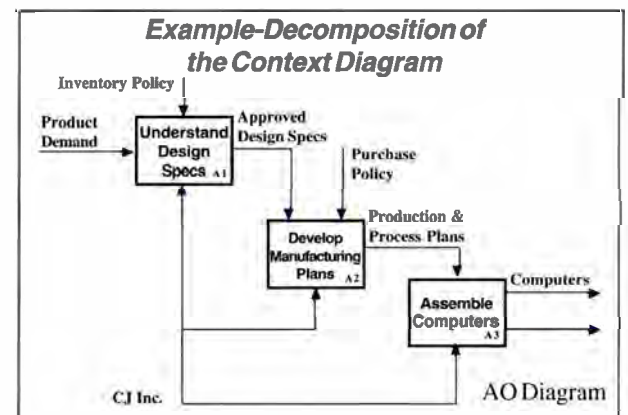 Example-Decomposition of
the Context Diagram
Inventory Policy
Product
Demand
Understand
Design
Specs A1
Approved
Design Specs
Purchase
Policy
Develop
Manufacturing
Plans A2
Production &
Process Plans
Assemble
Computers
A3
Computers
CJ Inc.
AO Diagram